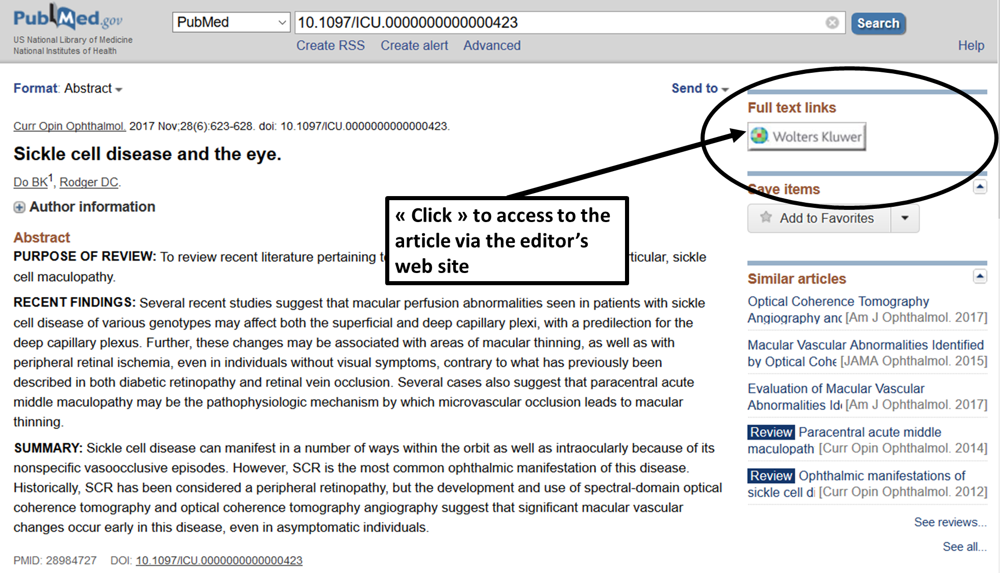 PubMed.gov
US National Library of Medicine
National Institutes of Health
PubMed
10.1097/ICU.0000000000000423
Search
Create RSS Create alert Advanced
Help
Format: Abstract
Send to
Curr Opin Ophthalmol. 2017 Nov;28(6):623-628. doi: 10.1097/ICU.0000000000000423.
Sickle cell disease and the eye.
Do BK1, Rodger DC.
Author information
Abstract
PURPOSE OF REVIEW: To review recent literature pertaining ticular, sickle
cell maculopathy.
RECENT FINDINGS: Several recent studies suggest that macular perfusion abnormalities seen in patients with sickle
cell disease of various genotypes may affect both the superficial and deep capillary plexi, with a predilection for the
deep capillary plexus. Further, these changes may be associated with areas of macular thinning, as well as with
peripheral retinal ischemia, even in individuals without visual symptoms, contrary to what has previously been
described in both diabetic retinopathy and retinal vein occlusion. Several cases also suggest that paracentral acute
middle maculopathy may be the pathophysiologic mechanism by which microvascular occlusion leads to macular
thinning.
SUMMARY: Sickle cell disease can manifest in a number of ways within the orbit as well as intraocularly because of its
nonspecific vasoocclusive episodes. However, SCR is the most common ophthalmic manifestation of this disease.
Historically, SCR has been considered a peripheral retinopathy, but the development and use of spectral-domain optical
coherence tomography and optical coherence tomography angiography suggest that significant macular vascular
changes occur early in this disease, even in asymptomatic individuals.
PMID: 28984727 DOI: 10.1097/ICU.0000000000000423
« Click » to access to the
article via the editor's
web site
Full text links
Wolters Kluwer
Save items
Add to Favorites
Similar articles
Optical Coherence Tomography
Angiography and [Am J Ophthalmol. 2017]
Macular Vascular Abnormalities Identified
by Optical Cohe [JAMA Ophthalmol. 2015]
Evaluation of Macular Vascular
Abnormalities Ide [Am J Ophthalmol. 2017]
Review Paracentral acute middle
maculopath [Curr Opin Ophthalmol. 2014]
Review Ophthalmic manifestations of
sickle cell di [Curr Opin Ophthalmol. 2012]
See reviews...
See all...